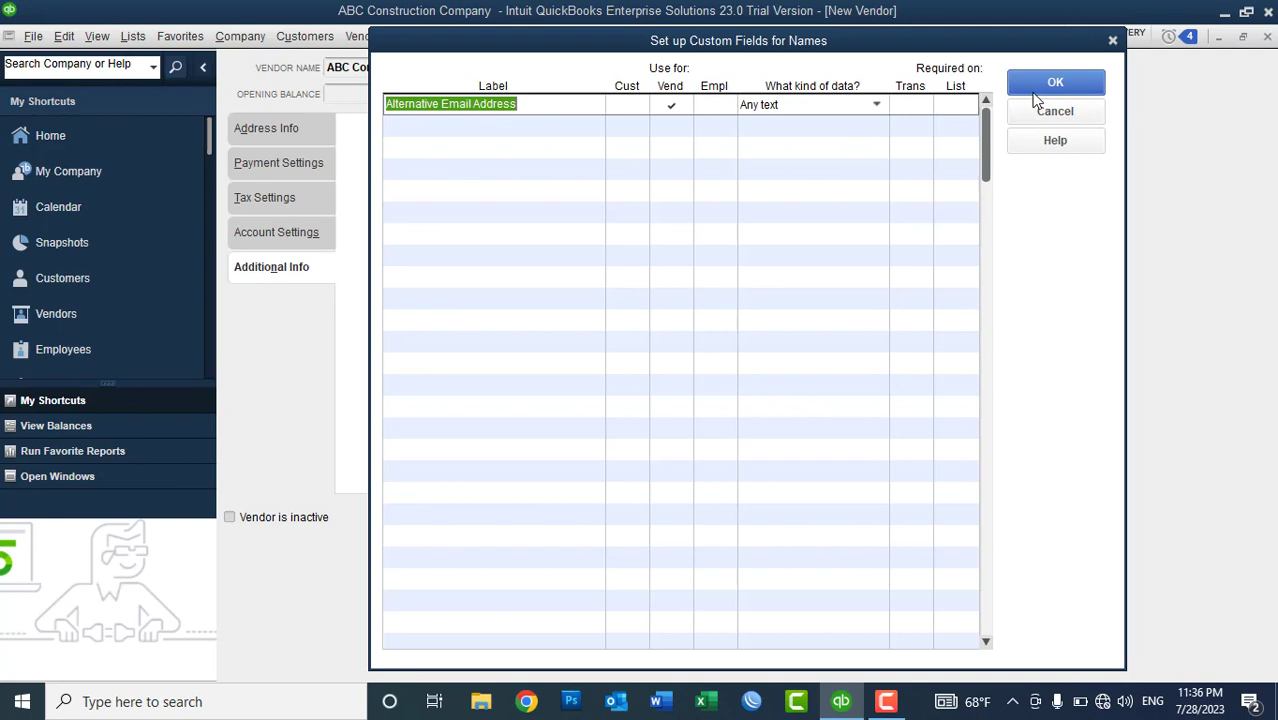 ABC Construction Company - Intuit QuickBooks Enterprise Solutions 23.0 Trial Version - [New Vendor]
File Edit View Lists Favorites Company Customers
4
Set up Custom Fields for Names
Search Company or Help
VENDOR NAME ABC
OPENING BALANCE
Use for: Required on:
Label Cust Vend Empl What kind of data? Trans List
Alternative Email Address Any text
OK
Cancel
Help
My Shortcuts
Home
My Company
Calendar
Snapshots
Customers
Vendors
Employees
My Shortcuts
View Balances
Run Favorite Reports
Open Windows
Address Info
Payment Settings
Tax Settings
Account Settings
Additional Info
Vendor is inactive
Type here to search
68°F
ENG
11:36 PM
7/28/2023
2